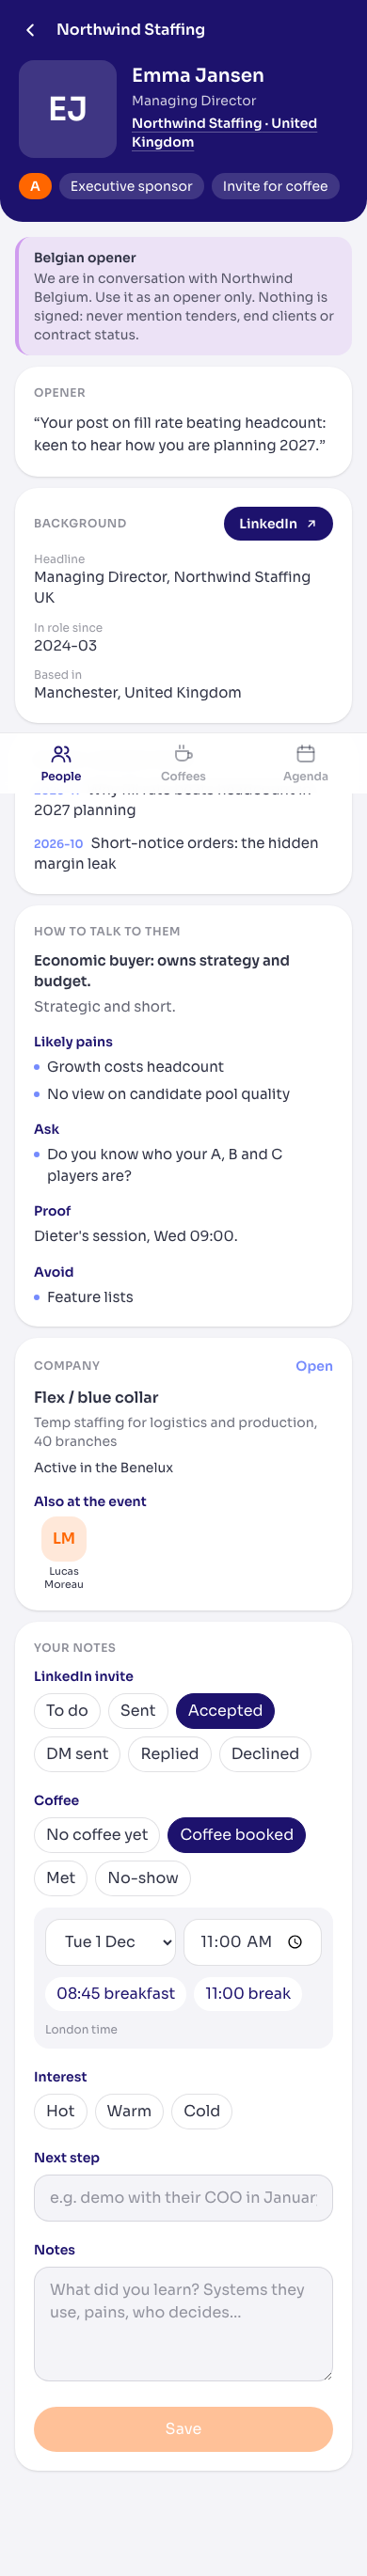 Northwind Staffing
EJ
Emma Jansen
Managing Director
Northwind Staffing · United
Kingdom
A
Executive sponsor
Invite for coffee
Belgian opener
We are in conversation with Northwind
Belgium. Use it as an opener only. Nothing is
signed: never mention tenders, end clients or
contract status.
OPENER
“Your post on fill rate beating headcount:
keen to hear how you are planning 2027.”
BACKGROUND
LinkedIn
Headline
Managing Director, Northwind Staffing
UK
In role since
2024-03
Based in
Manchester, United Kingdom
People
Coffees
Agenda
2027 planning
2026-10 Short-notice orders: the hidden
margin leak
HOW TO TALK TO THEM
Economic buyer: owns strategy and
budget.
Strategic and short.
Likely pains
Growth costs headcount
No view on candidate pool quality
Ask
Do you know who your A, B and C
players are?
Proof
Dieter's session, Wed 09:00.
Avoid
Feature lists
COMPANY
Open
Flex / blue collar
Temp staffing for logistics and production,
40 branches
Active in the Benelux
Also at the event
LM
Lucas
Moreau
YOUR NOTES
LinkedIn invite
To do
Sent
Accepted
DM sent
Replied
Declined
Coffee
No coffee yet
Coffee booked
Met
No-show
Tue 1 Dec
11:00 AM
08:45 breakfast
11:00 break
London time
Interest
Hot
Warm
Cold
Next step
e.g. demo with their COO in Januar
Notes
What did you learn? Systems they
use, pains, who decides...
Save